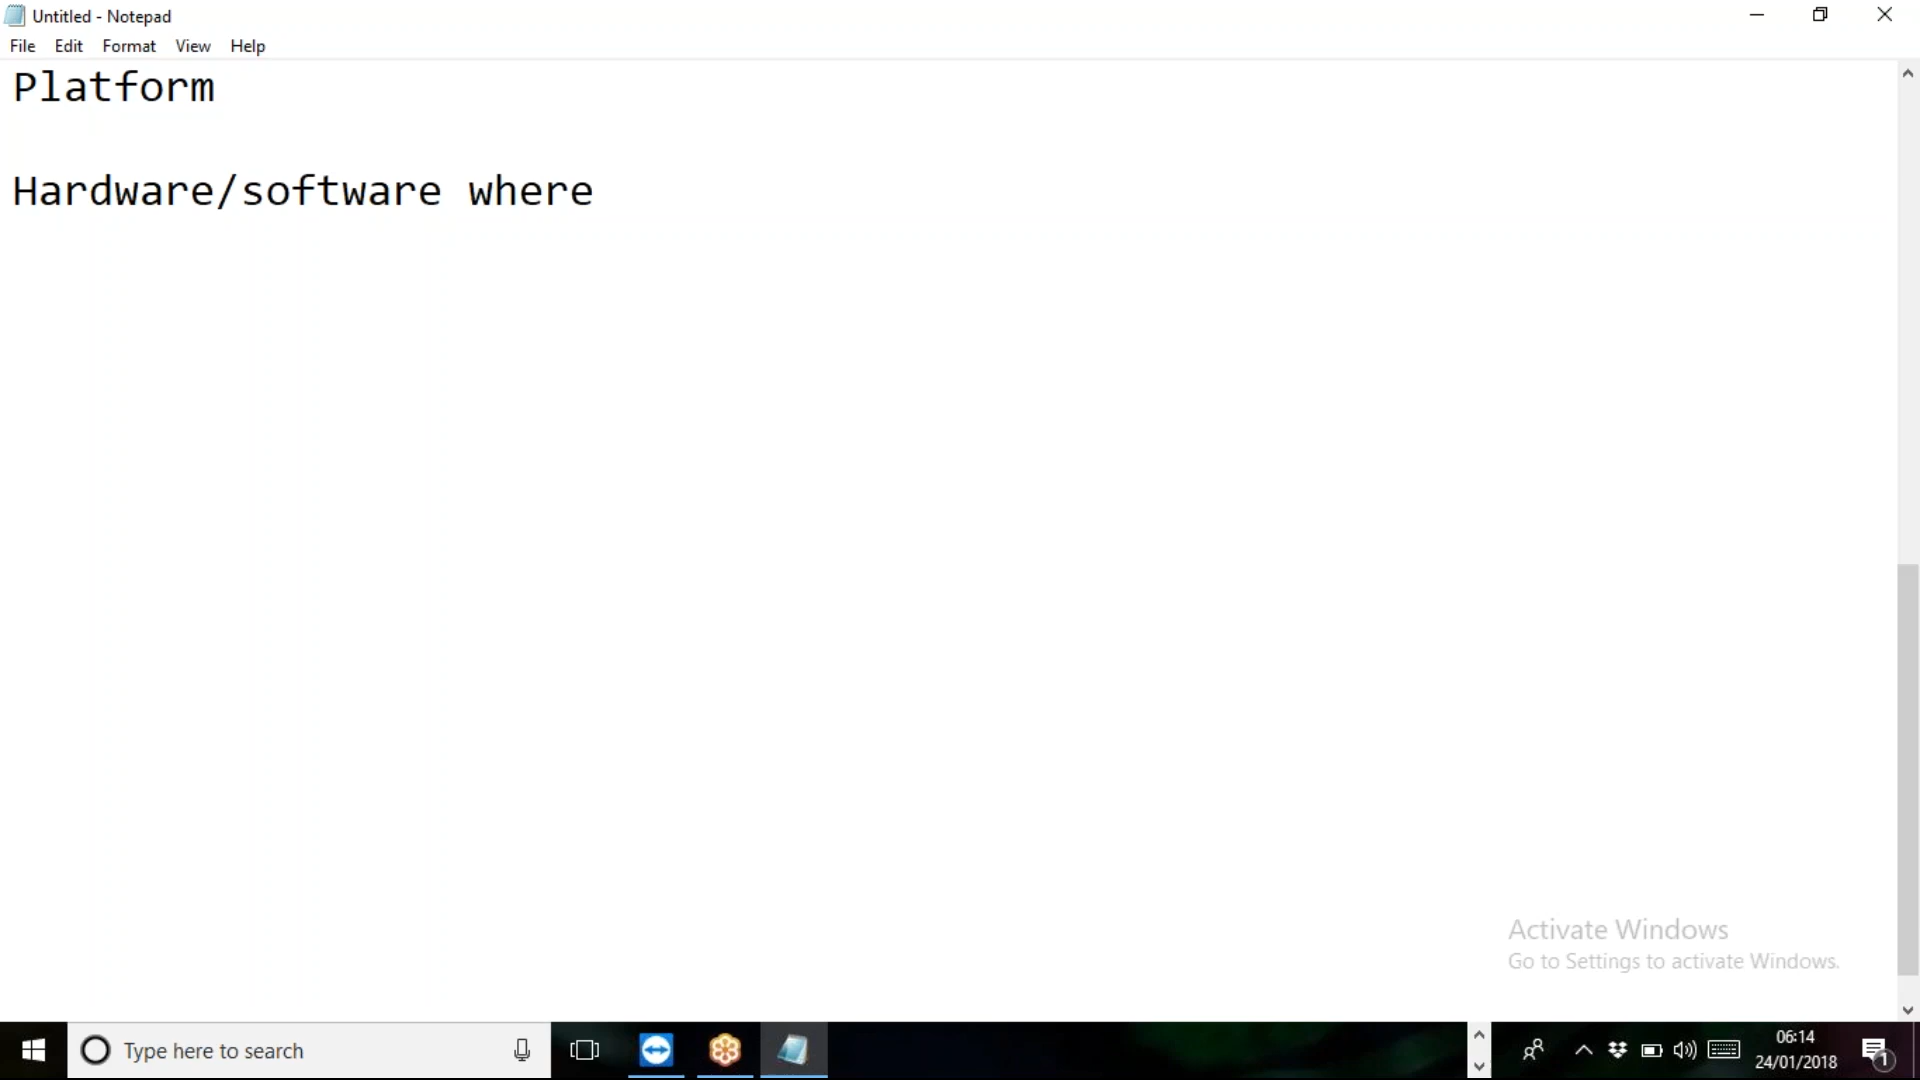 Untitled - Notepad
File Edit Format View Help
Platform
Hardware/software where
Activate Windows
Go to Settings to activate Windows.
Type here to search
06:14
24/01/2018
1